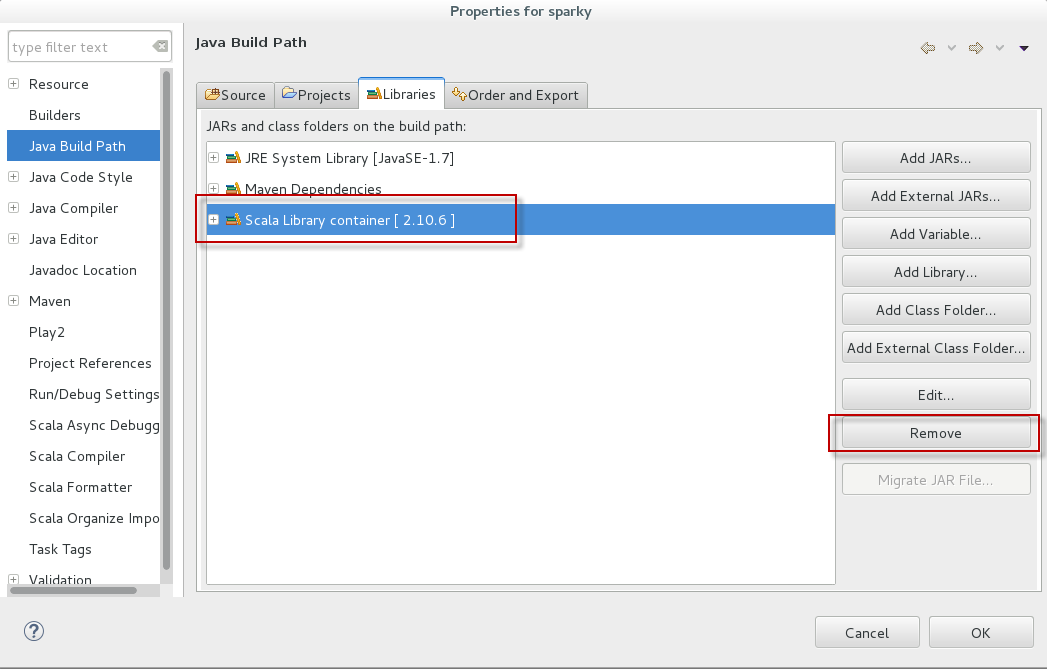 Properties for sparky
type filter text
Resource
Builders
Java Build Path
Java Code Style
Java Compiler
Java Editor
Javadoc Location
Maven
Play2
Project References
Run/Debug Settings
Scala Async Debugg
Scala Compiler
Scala Formatter
Scala Organize Impo
Task Tags
Validation
Java Build Path
Source Projects Libraries Order and Export
JARs and class folders on the build path:
JRE System Library [JavaSE-1.7]
Maven Dependencies
Scala Library container [ 2.10.6 ]
Add JARs...
Add External JARs...
Add Variable...
Add Library...
Add Class Folder...
Add External Class Folder...
Edit...
Remove
Migrate JAR File...
?
Cancel OK